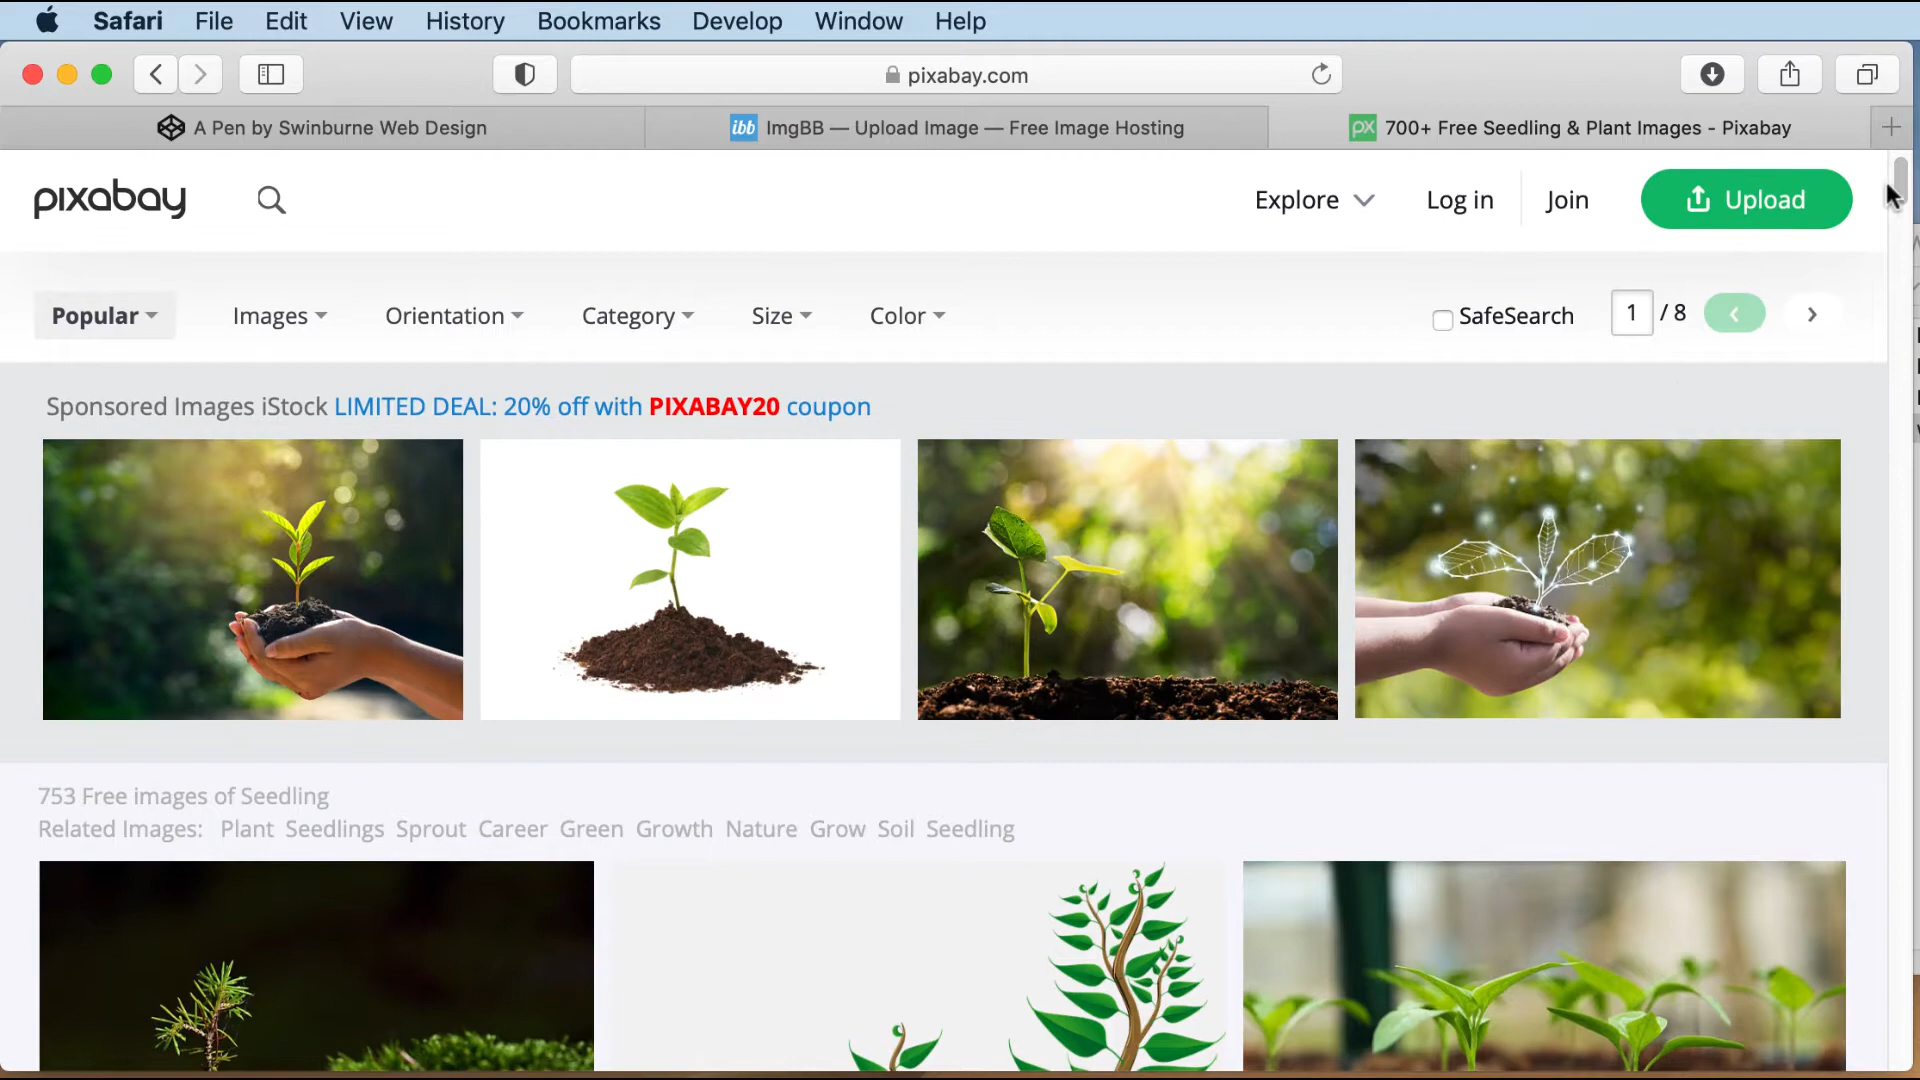 Safari File Edit View History Bookmarks Develop Window Help
pixabay.com
A Pen by Swinburne Web Design
ibb ImgBB — Upload Image — Free Image Hosting
px 700+ Free Seedling & Plant Images - Pixabay
pixabay
Explore
Log in
Join
Upload
Popular
Images
Orientation
Category
Size
Color
SafeSearch
1 / 8
Sponsored Images iStock LIMITED DEAL: 20% off with PIXABAY20 coupon
753 Free images of Seedling
Related Images: Plant Seedlings Sprout Career Green Growth Nature Grow Soil Seedling